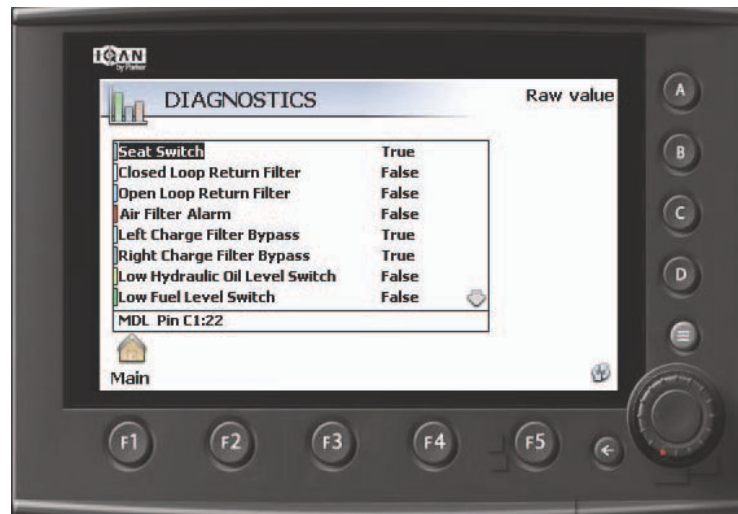 IQAN
by Parker
DIAGNOSTICS
Raw value
Seat Switch True
Closed Loop Return Filter False
Open Loop Return Filter False
Air Filter Alarm False
Left Charge Filter Bypass True
Right Charge Filter Bypass True
Low Hydraulic Oil Level Switch False
Low Fuel Level Switch False
MDL Pin C1:22
Main
A
B
C
D
F1 F2 F3 F4 F5